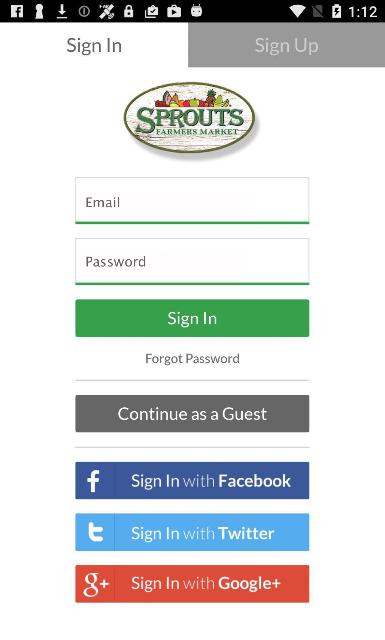 1:12
Sign In
Sign Up
SPROUTS
FARMERS MARKET
Email
Password
Sign In
Forgot Password
Continue as a Guest
f Sign In with Facebook
t Sign In with Twitter
g+ Sign In with Google+